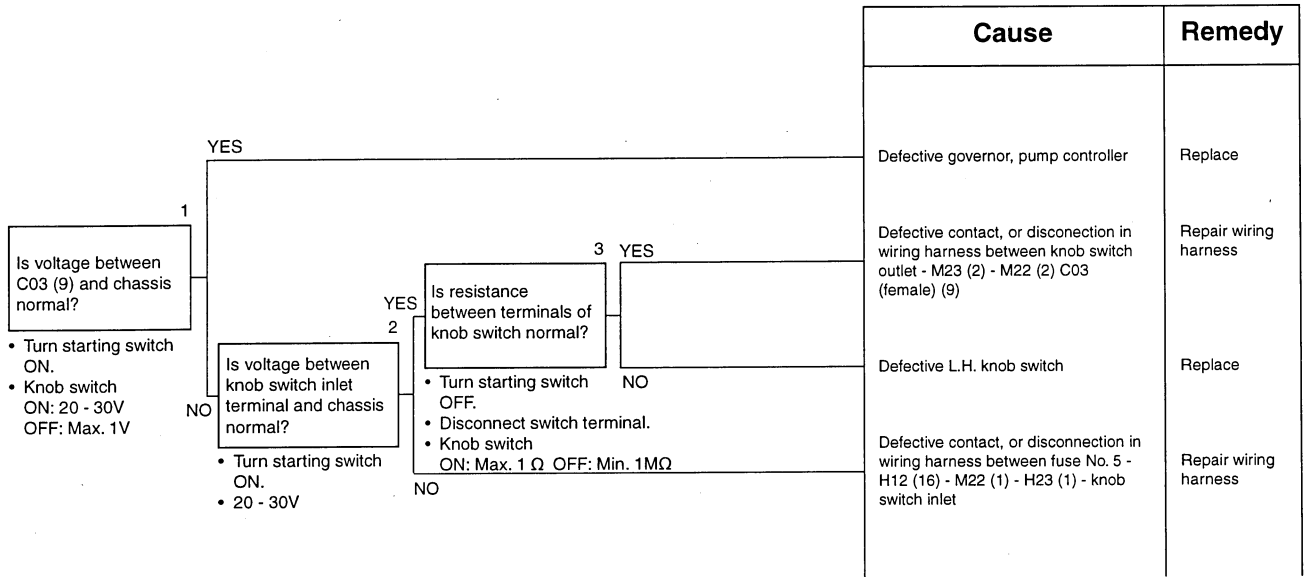 Cause
Remedy
YES
Defective governor, pump controller
Replace
1
Is voltage between
C03 (9) and chassis
normal?
• Turn starting switch
ON.
• Knob switch
ON: 20 - 30V
OFF: Max. 1V
NO
YES
2
Is voltage between
knob switch inlet
terminal and chassis
normal?
• Turn starting switch
ON.
• 20 - 30V
3
YES
Is resistance
between terminals of
knob switch normal?
• Turn starting switch
OFF.
• Disconnect switch terminal.
• Knob switch
ON: Max. 1 Ω OFF: Min. 1MΩ
NO
NO
Defective contact, or disconection in
wiring harness between knob switch
outlet - M23 (2) - M22 (2) C03
(female) (9)
Repair wiring
harness
Defective L.H. knob switch
Replace
Defective contact, or disconnection in
wiring harness between fuse No. 5 -
H12 (16) - M22 (1) - H23 (1) - knob
switch inlet
Repair wiring
harness